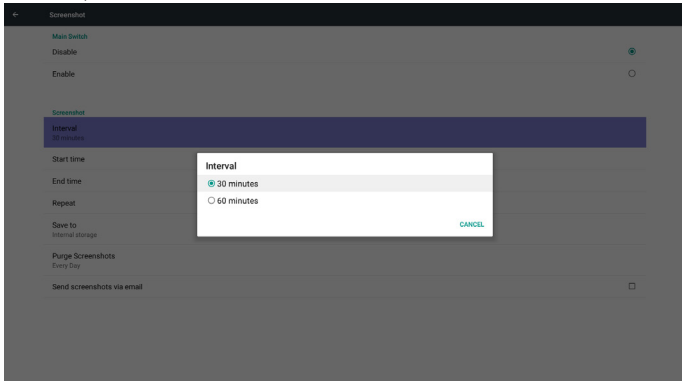 Screenshot
Main Switch
Disable
Enable
Screenshot
Interval
30 minutes
Start time
End time
Repeat
Save to
Internal storage
Purge Screenshots
Every Day
Send screenshots via email
Interval
30 minutes
60 minutes
CANCEL